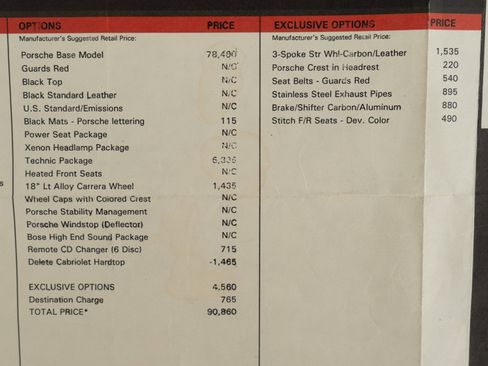 OPTIONS PRICE
Manufacturer's Suggested Retail Price:
Porsche Base Model 78,400
Guards Red N/C
Black Top N/C
Black Standard Leather N/C
U.S. Standard/Emissions N/C
Black Mats - Porsche lettering 115
Power Seat Package N/C
Xenon Headlamp Package N/C
Technic Package 6,335
Heated Front Seats N/C
18" Lt Alloy Carrera Wheel 1,435
Wheel Caps with Colored Crest N/C
Porsche Stability Management N/C
Porsche Windstop (Deflector) N/C
Bose High End Sound Package N/C
Remote CD Changer (6 Disc) 715
Delete Cabriolet Hardtop -1,465
EXCLUSIVE OPTIONS 4,560
Destination Charge 765
TOTAL PRICE* 90,860
EXCLUSIVE OPTIONS PRICE
Manufacturer's Suggested Retail Price:
3-Spoke Str Whl-Carbon/Leather 1,535
Porsche Crest in Headrest 220
Seat Belts - Guards Red 540
Stainless Steel Exhaust Pipes 895
Brake/Shifter Carbon/Aluminum 880
Stitch F/R Seats - Dev. Color 490